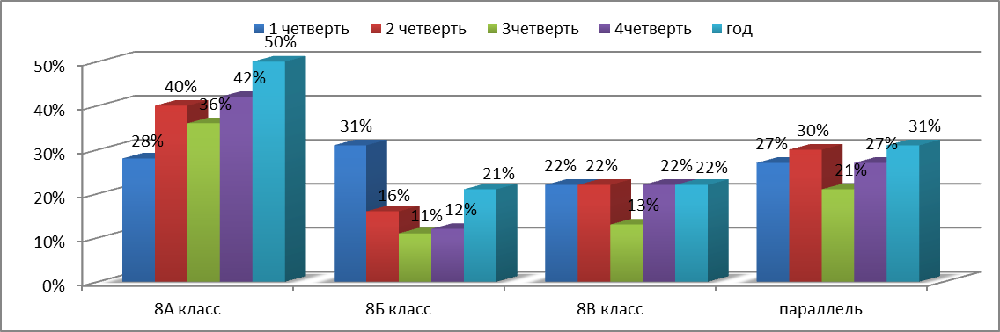 1 четверть 2 четверть 3четверть 4четверть год
50%
40%
30%
20%
10%
0%
28% 40% 36% 42% 50%
31% 16% 11% 12% 21%
22% 22% 13% 22% 22%
27% 30% 21% 27% 31%
8А класс 8Б класс 8В класс параллель